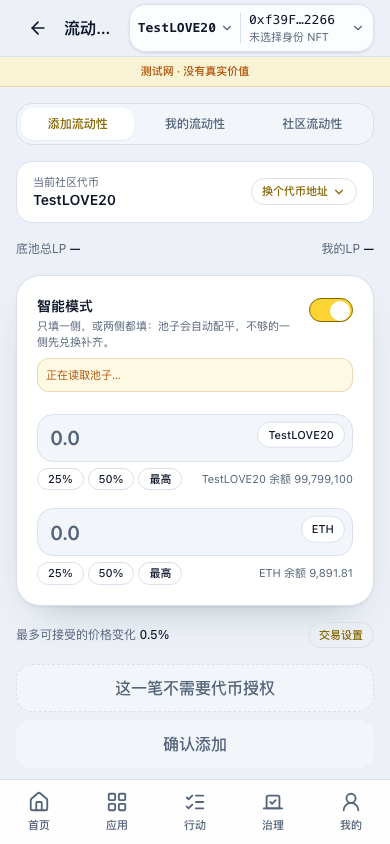 流动...
TestLOVE20
0xf39F…2266
未选择身份 NFT
测试网 · 没有真实价值
添加流动性
我的流动性
社区流动性
当前社区代币
TestLOVE20
换个代币地址
底池总LP —
我的LP —
智能模式
只填一侧，或两侧都填：池子会自动配平，不够的一
侧先兑换补齐。
正在读取池子...
0.0
TestLOVE20
25%
50%
最高
TestLOVE20 余额 99,799,100
0.0
ETH
25%
50%
最高
ETH 余额 9,891.81
最多可接受的价格变化 0.5%
交易设置
这一笔不需要代币授权
确认添加
首页
应用
行动
治理
我的